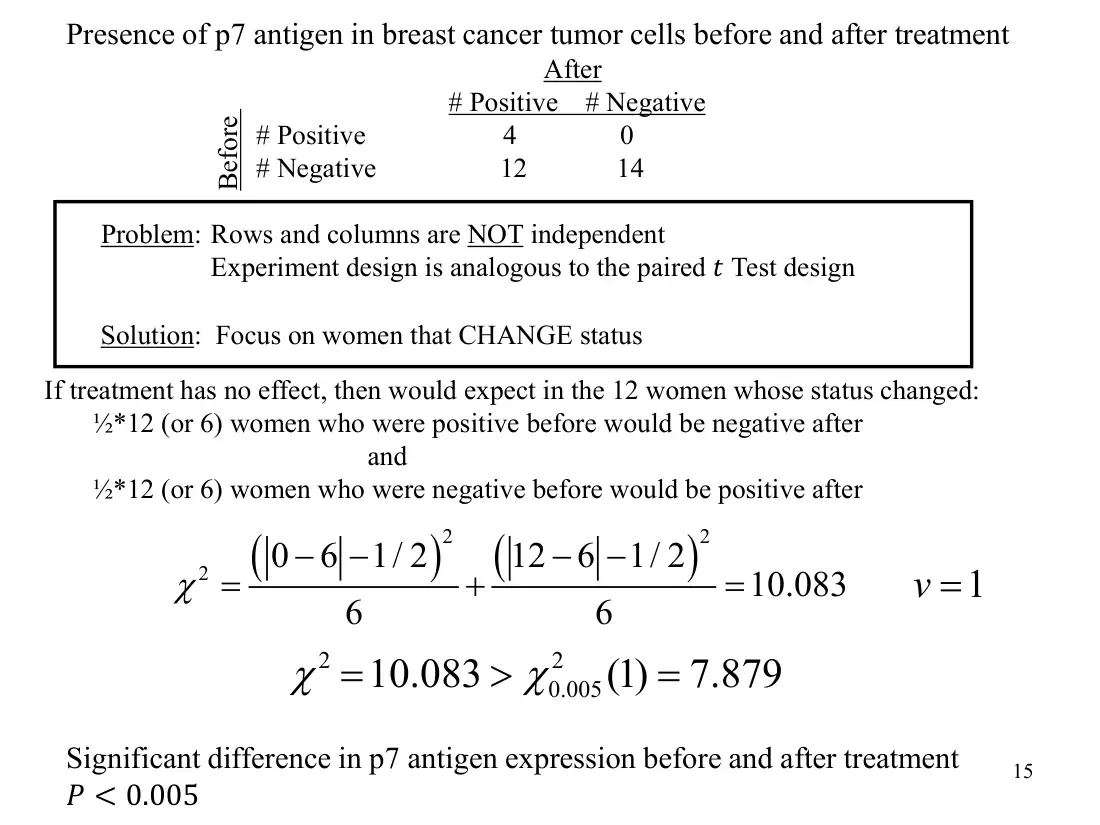 Presence of p7 antigen in breast cancer tumor cells before and after treatment
After
# Positive # Negative
Before
# Positive 4 0
# Negative 12 14
Problem: Rows and columns are NOT independent
Experiment design is analogous to the paired t Test design
Solution: Focus on women that CHANGE status
If treatment has no effect, then would expect in the 12 women whose status changed:
½*12 (or 6) women who were positive before would be negative after
and
½*12 (or 6) women who were negative before would be positive after
χ² = (|0 − 6| − 1 / 2)² / 6 + (|12 − 6| − 1 / 2)² / 6 = 10.083 ν = 1
χ² = 10.083 > χ²₀.₀₀₅ (1) = 7.879
Significant difference in p7 antigen expression before and after treatment
P < 0.005
15